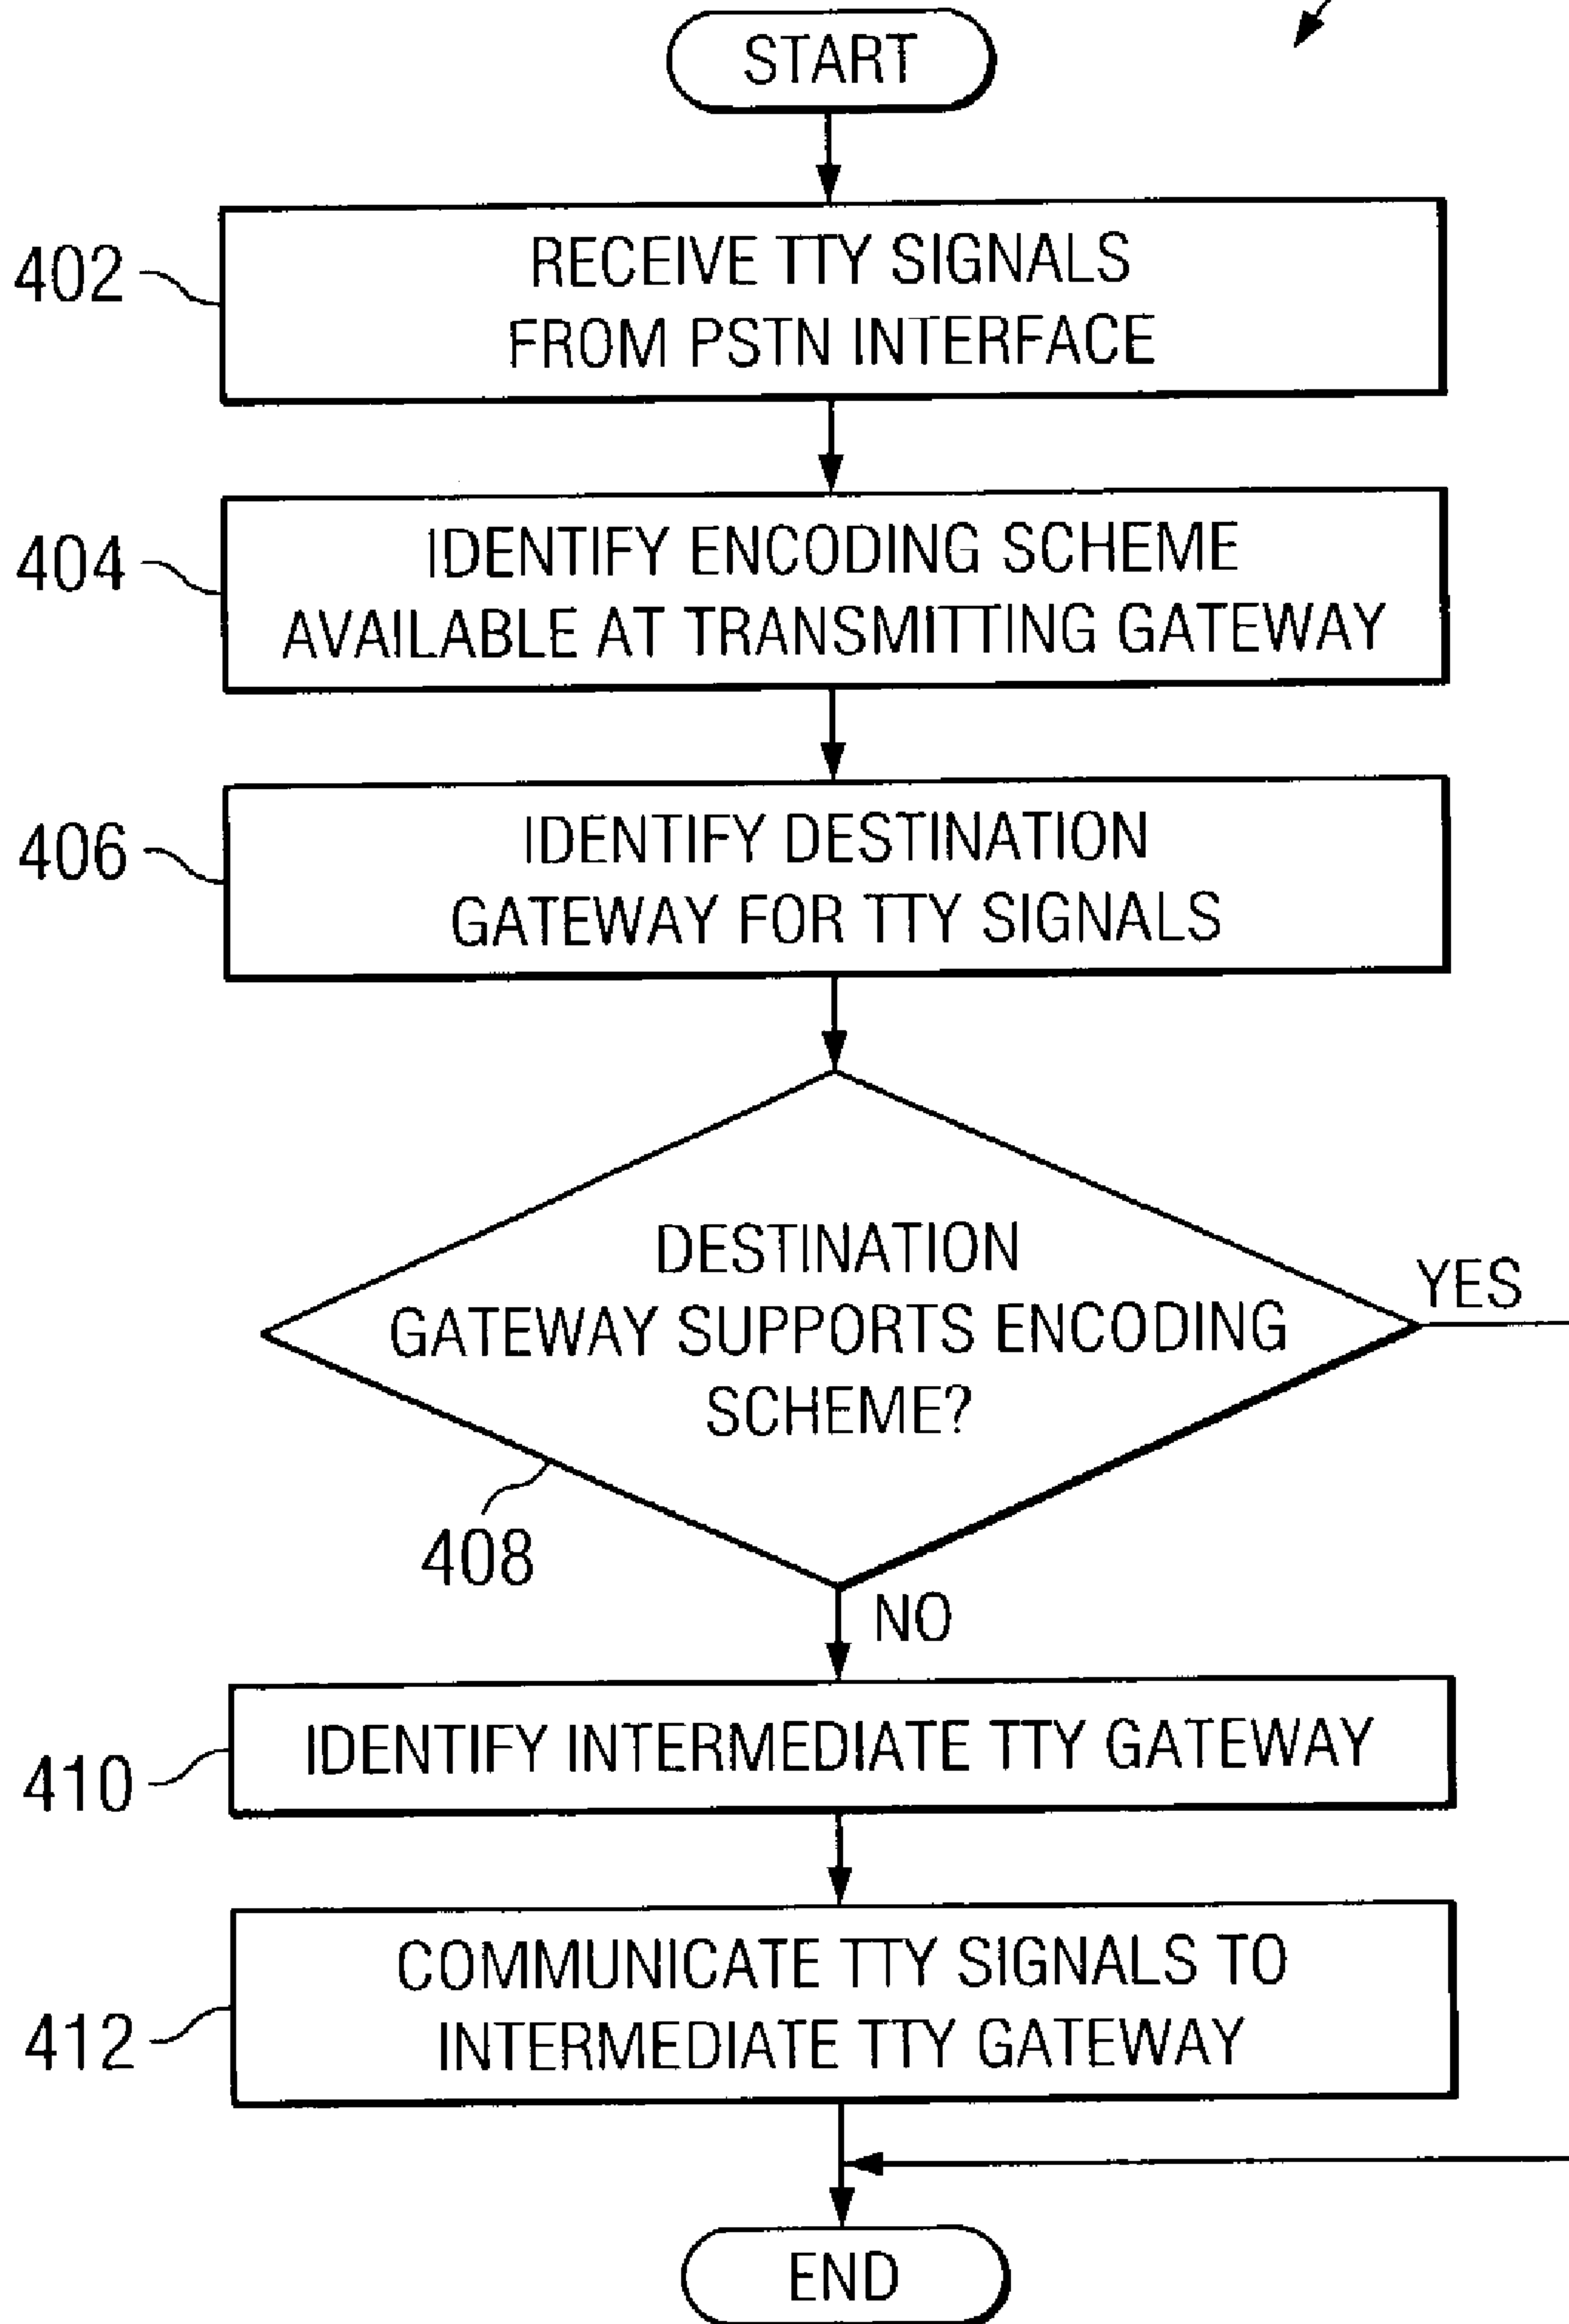 START
402
RECEIVE TTY SIGNALS
FROM PSTN INTERFACE
404
IDENTIFY ENCODING SCHEME
AVAILABLE AT TRANSMITTING GATEWAY
406
IDENTIFY DESTINATION
GATEWAY FOR TTY SIGNALS
DESTINATION
GATEWAY SUPPORTS ENCODING
SCHEME?
YES
408
NO
410
IDENTIFY INTERMEDIATE TTY GATEWAY
412
COMMUNICATE TTY SIGNALS TO
INTERMEDIATE TTY GATEWAY
END